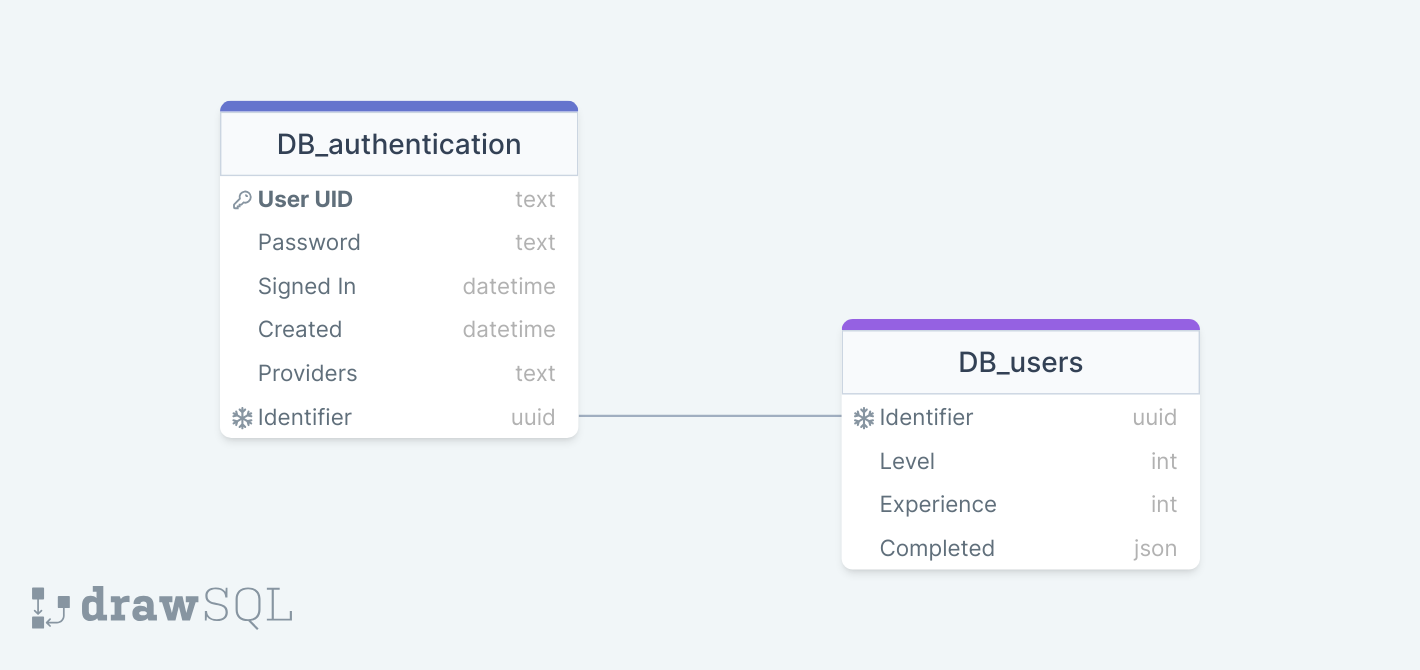 DB_authentication
User UID text
Password text
Signed In datetime
Created datetime
Providers text
Identifier uuid
DB_users
Identifier uuid
Level int
Experience int
Completed json
drawSQL